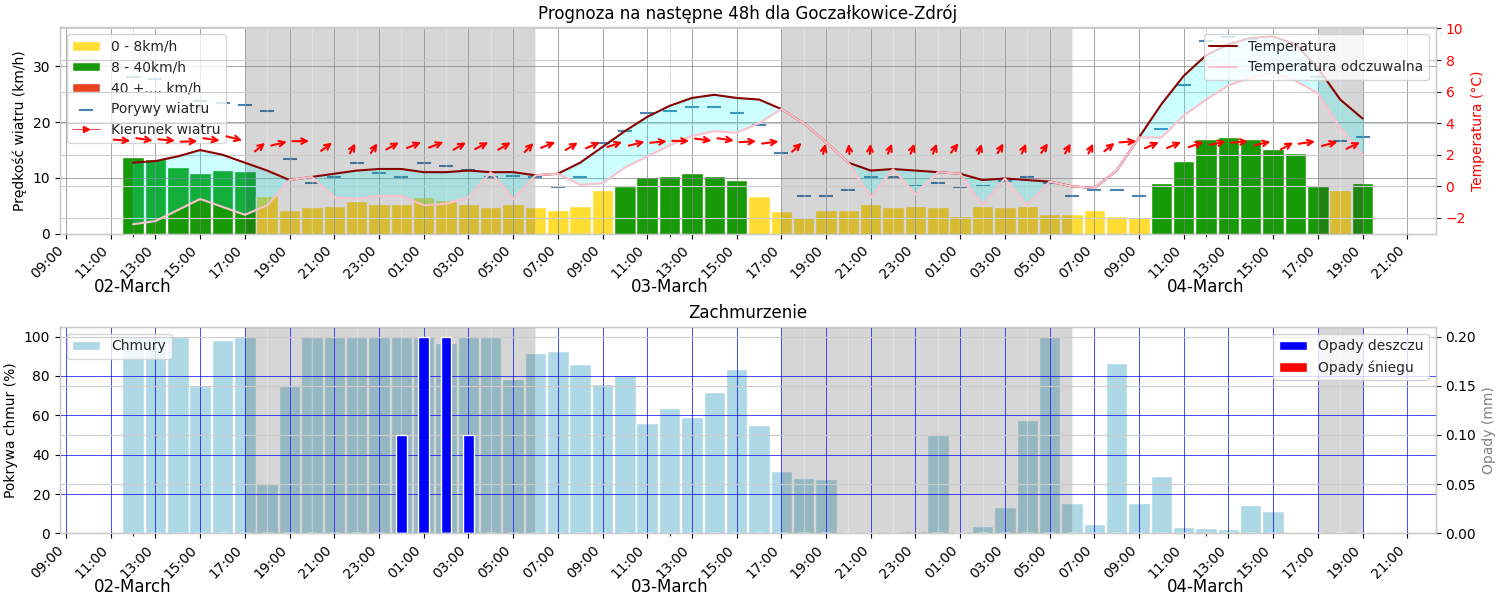 Prognoza na następne 48h dla Goczałkowice-Zdrój
Prędkość wiatru (km/h)
30
20
10
0
0 - 8km/h
8 - 40km/h
40 +.... km/h
Porywy wiatru
Kierunek wiatru
Temperatura
Temperatura odczuwalna
10
8
6
4
2
0
−2
Temperatura (°C)
09:00 11:00 13:00 15:00 17:00 19:00 21:00 23:00 01:00 03:00 05:00 07:00 09:00 11:00 13:00 15:00 17:00 19:00 21:00 23:00 01:00 03:00 05:00 07:00 09:00 11:00 13:00 15:00 17:00 19:00 21:00
02-March 03-March 04-March
Zachmurzenie
Pokrywa chmur (%)
100
80
60
40
20
0
Chmury
Opady deszczu
Opady śniegu
0.20
0.15
0.10
0.05
0.00
Opady (mm)
09:00 11:00 13:00 15:00 17:00 19:00 21:00 23:00 01:00 03:00 05:00 07:00 09:00 11:00 13:00 15:00 17:00 19:00 21:00 23:00 01:00 03:00 05:00 07:00 09:00 11:00 13:00 15:00 17:00 19:00 21:00
02-March 03-March 04-March